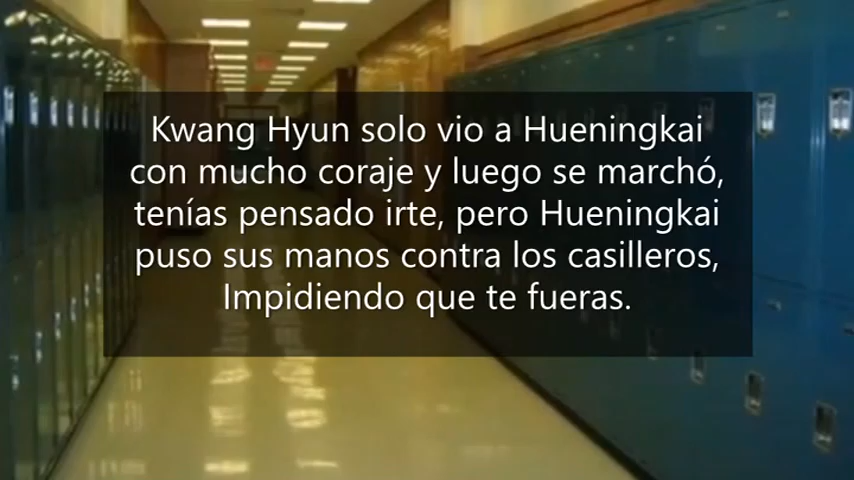 Kwang Hyun solo vio a Hueningkai
con mucho coraje y luego se marchó,
tenías pensado irte, pero Hueningkai
puso sus manos contra los casilleros,
Impidiendo que te fueras.